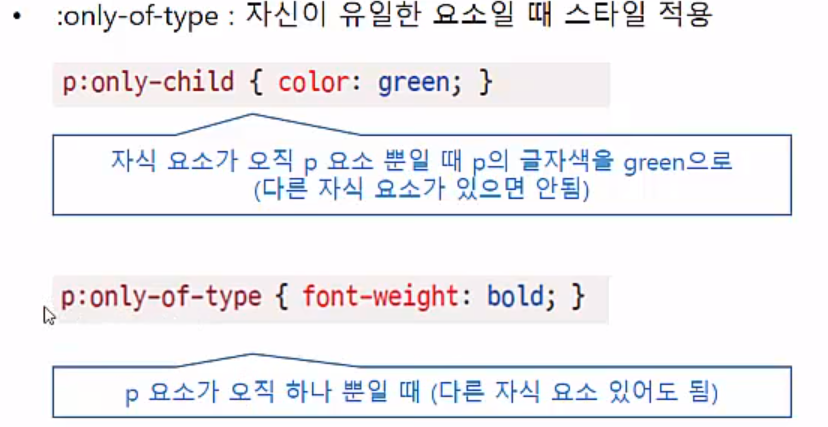 • :only-of-type : 자신이 유일한 요소일 때 스타일 적용
p:only-child { color: green; }
자식 요소가 오직 p 요소 뿐일 때 p의 글자색을 green으로
(다른 자식 요소가 있으면 안됨)
p:only-of-type { font-weight: bold; }
p 요소가 오직 하나 뿐일 때 (다른 자식 요소 있어도 됨)